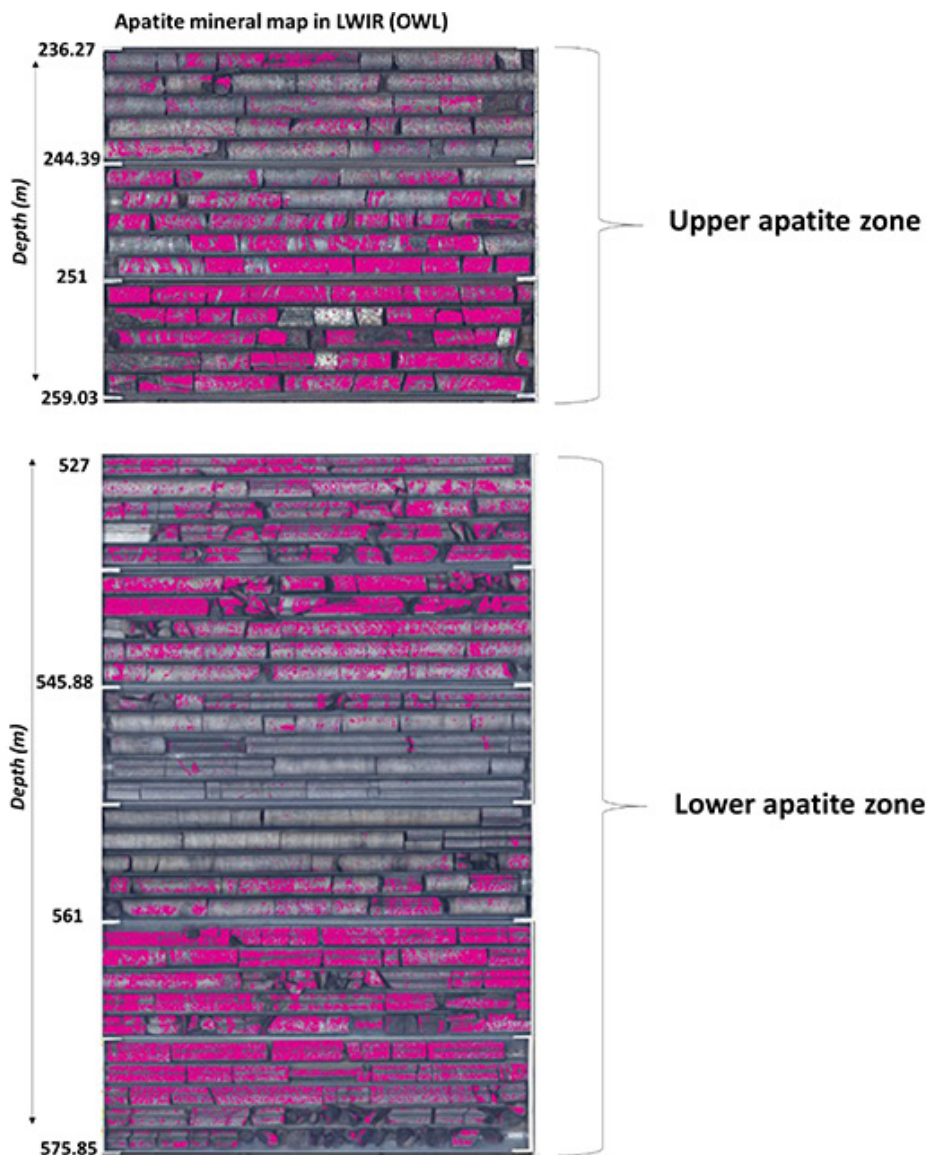 Apatite mineral map in LWIR (OWL)
236.27
244.39
Depth (m)
251
259.03
Upper apatite zone
527
545.88
Depth (m)
561
575.85
Lower apatite zone